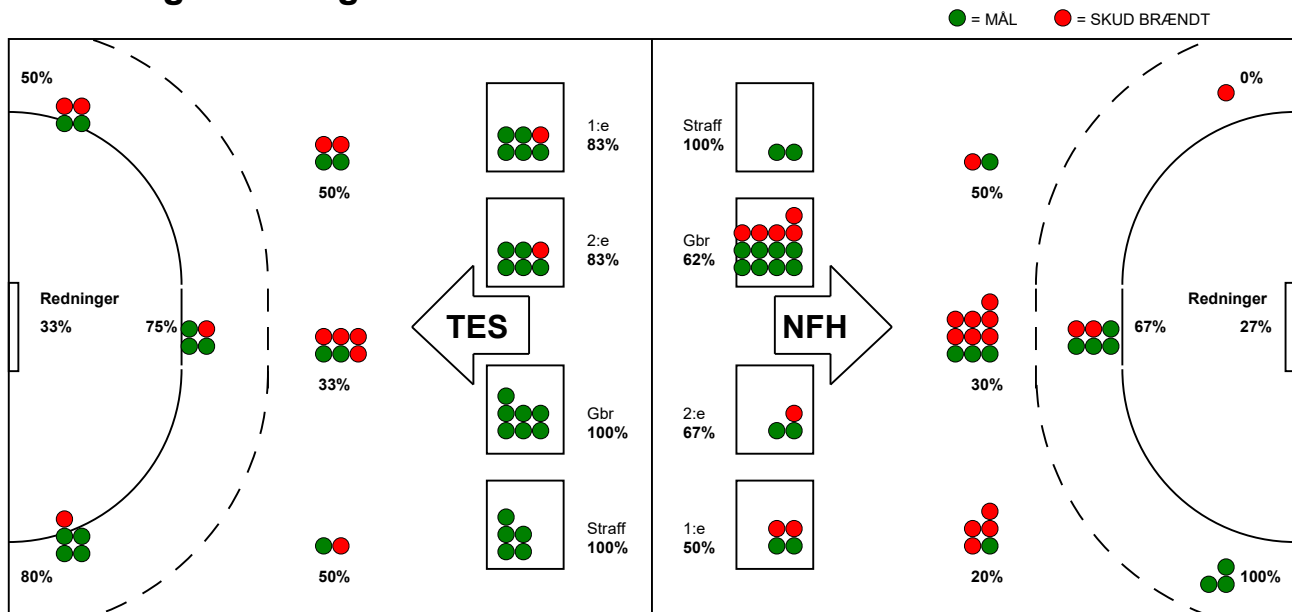 = MÅL = SKUD BRÆNDT
50%
50%
1:e
83%
2:e
83%
Redninger
33%
75%
TES
33%
Gbr
100%
Straff
100%
80%
50%
Straff
100%
0%
50%
Gbr
62%
NFH
Redninger
27%
67%
30%
2:e
67%
1:e
50%
20%
100%